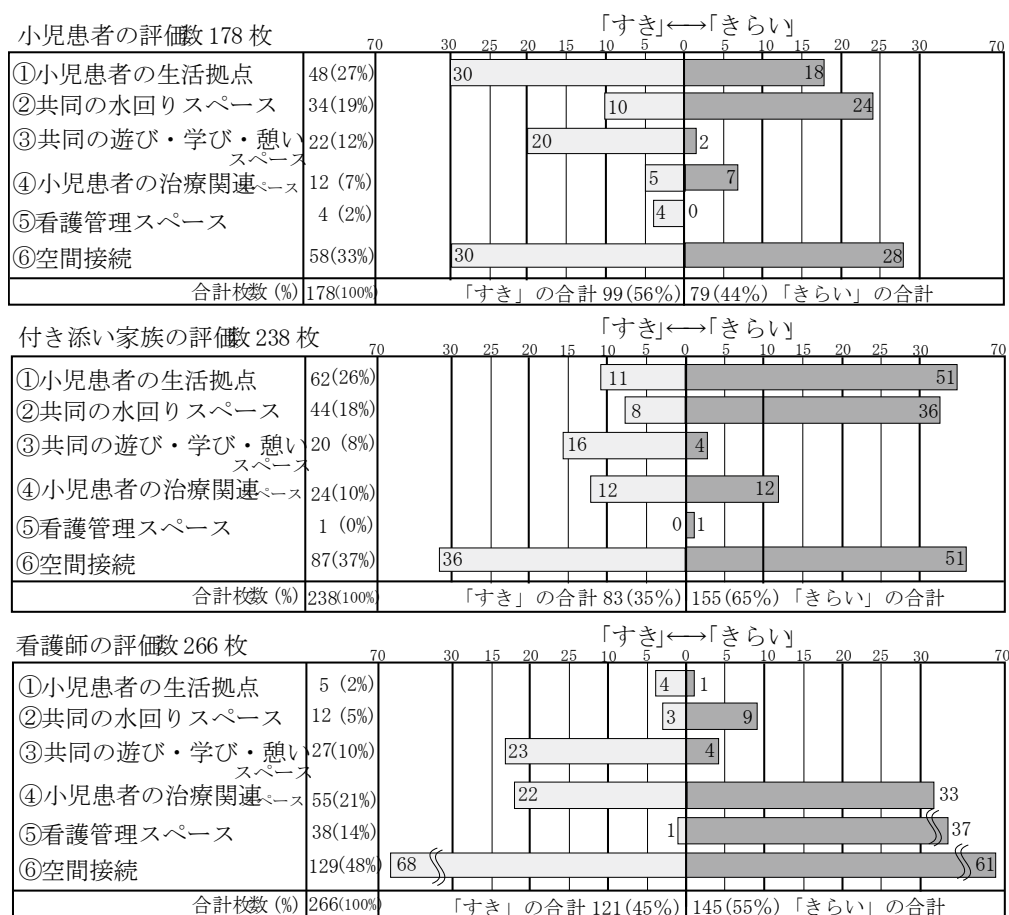 小児患者の評価数 178 枚
「すき」←→「きらい」
70 30 25 20 15 10 5 0 5 10 15 20 25 30 70
①小児患者の生活拠点 48(27%) 30 18
②共同の水回りスペース 34(19%) 10 24
③共同の遊び・学び・憩い 22(12%) 20 2
スペース
④小児患者の治療関連スペース 12 (7%) 5 7
⑤看護管理スペース 4 (2%) 4 0
⑥空間接続 58(33%) 30 28
合計枚数 (%) 178(100%) 「すき」の合計 99(56%) 79(44%) 「きらい」の合計
付き添い家族の評価数 238 枚
「すき」←→「きらい」
70 30 25 20 15 10 5 0 5 10 15 20 25 30 70
①小児患者の生活拠点 62(26%) 11 51
②共同の水回りスペース 44(18%) 8 36
③共同の遊び・学び・憩い 20 (8%) 16 4
スペース
④小児患者の治療関連スペース 24(10%) 12 12
⑤看護管理スペース 1 (0%) 0 1
⑥空間接続 87(37%) 36 51
合計枚数 (%) 238(100%) 「すき」の合計 83(35%) 155(65%) 「きらい」の合計
看護師の評価数 266 枚
「すき」←→「きらい」
70 30 15 20 15 10 5 0 5 10 15 20 25 30 70
①小児患者の生活拠点 5 (2%) 4 1
②共同の水回りスペース 12 (5%) 3 9
③共同の遊び・学び・憩い 27(10%) 23 4
スペース
④小児患者の治療関連スペース 55(21%) 22 33
⑤看護管理スペース 38(14%) 1 37
⑥空間接続 129(48%) 68 61
合計枚数 (%) 266(100%) 「すき」の合計 121(45%) 145(55%) 「きらい」の合計